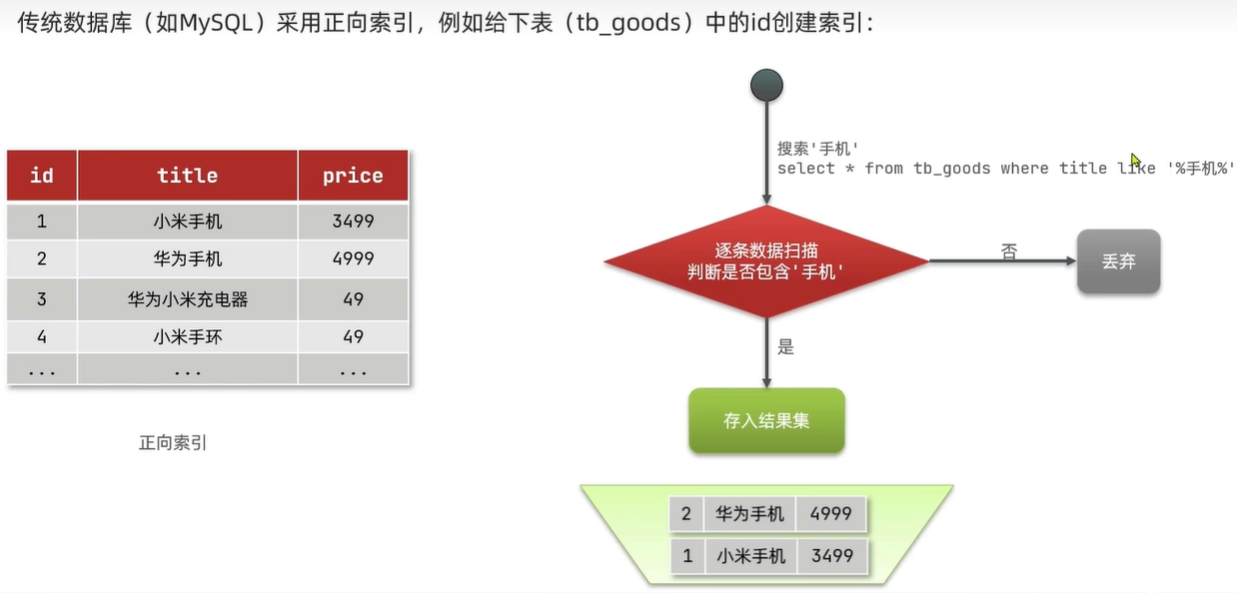 传统数据库（如MySQL）采用正向索引，例如给下表（tb_goods）中的id创建索引：
id title price
1 小米手机 3499
2 华为手机 4999
3 华为小米充电器 49
4 小米手环 49
... ... ...
正向索引
搜索'手机'
select * from tb_goods where title like '%手机%'
逐条数据扫描
判断是否包含'手机'
否
丢弃
是
存入结果集
2 华为手机 4999
1 小米手机 3499